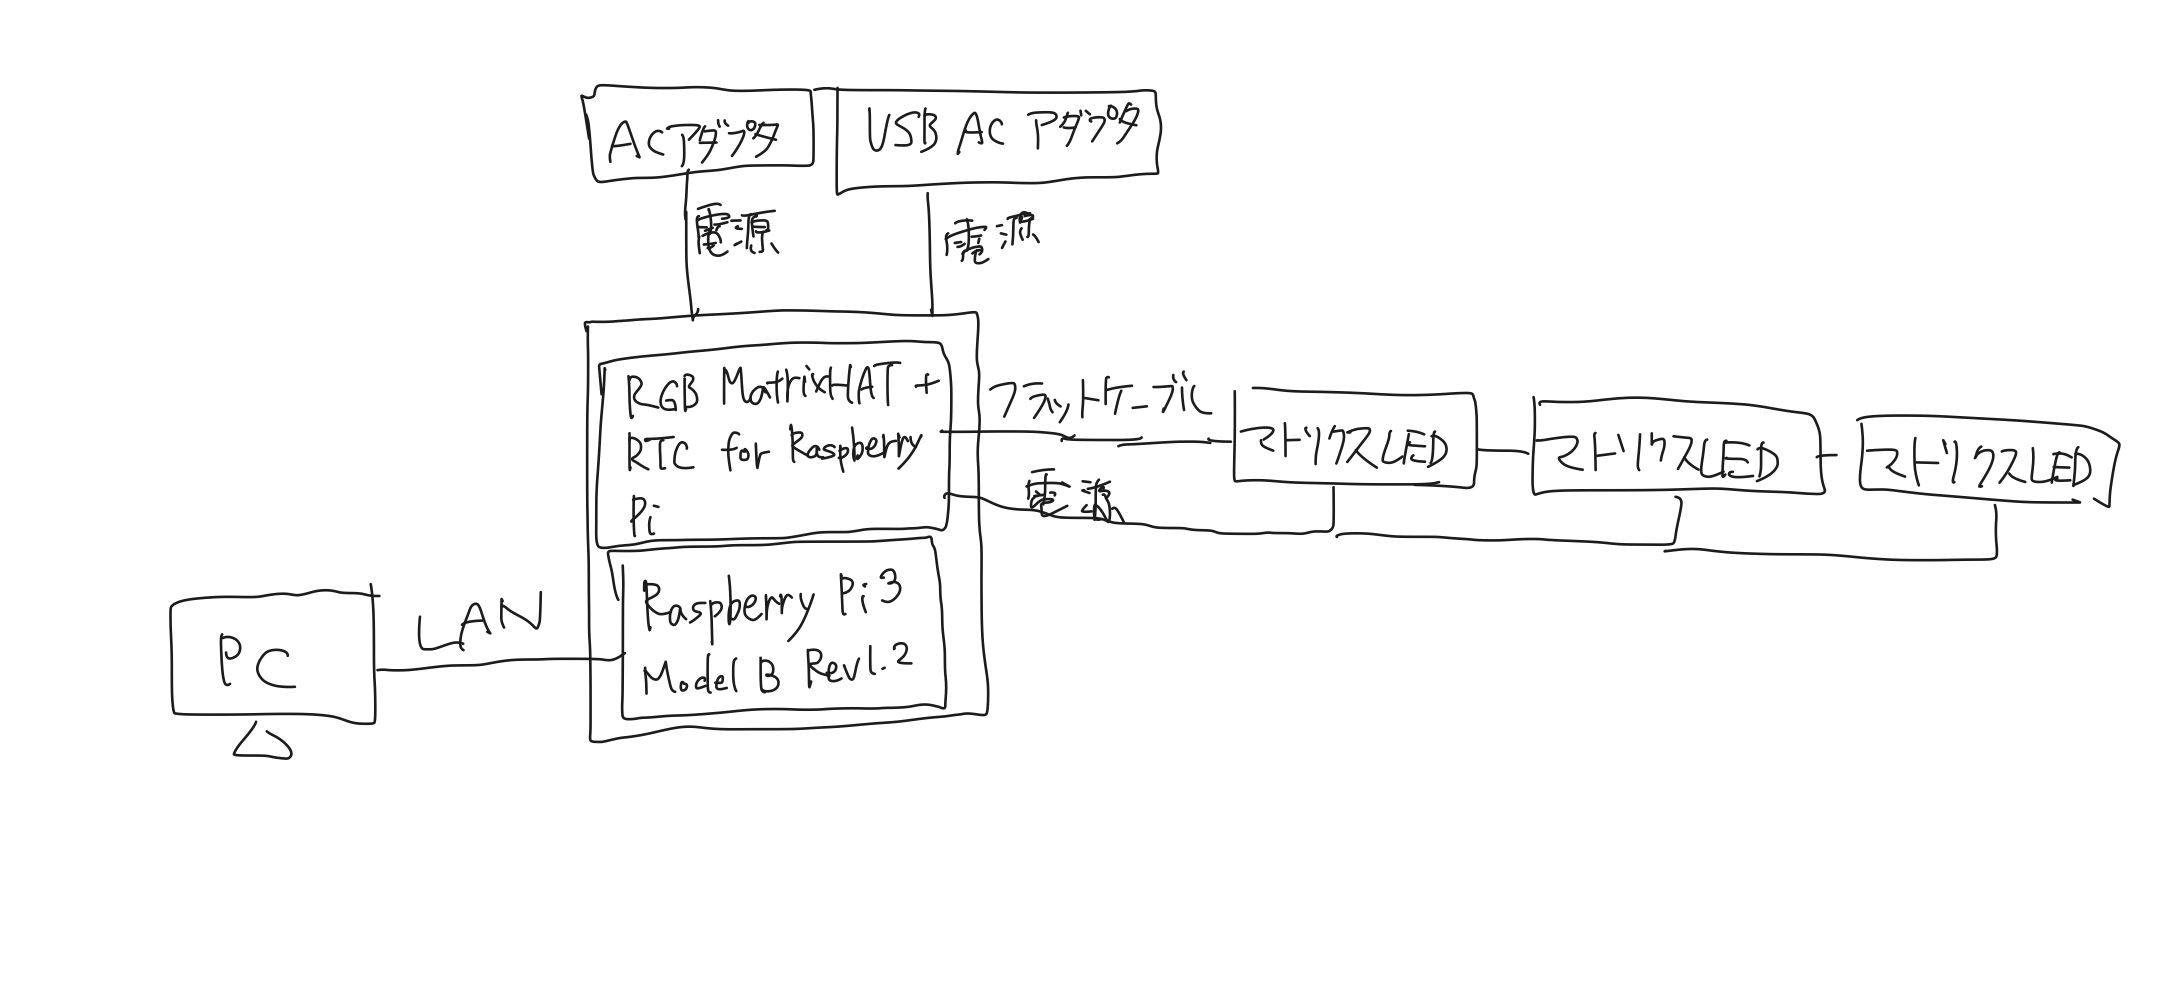 ACアダプタ
USB AC アダプタ
電源
電源
RGB MatrixHAT +
RTC for Raspberry
Pi
Raspberry Pi3
Model B Rev1.2
フラットケーブル
電源
マトリクスLED
マトリクスLED
マトリクスLED
LAN
PC